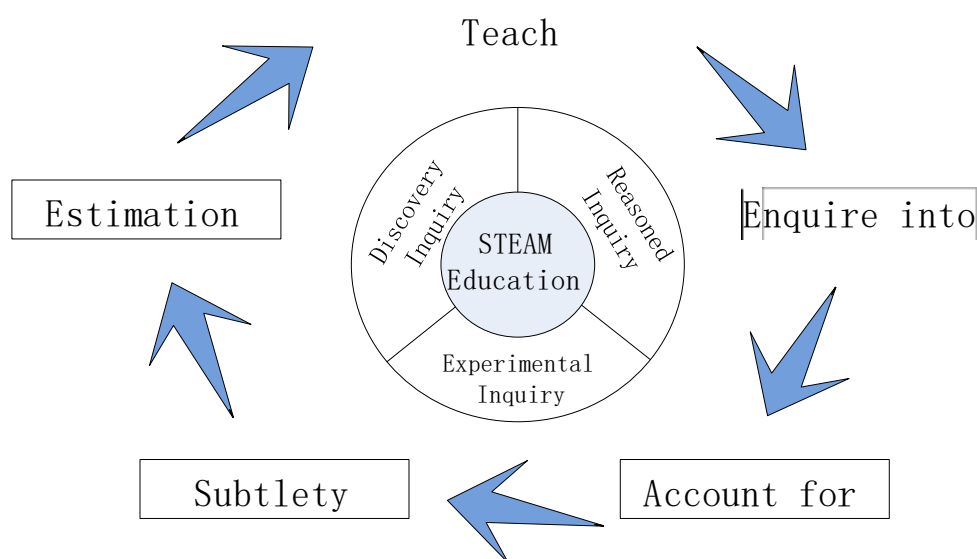 Teach
Enquire into
Account for
Subtlety
Estimation
Discovery
Inquiry
Reasoned
Inquiry
Experimental
Inquiry
STEAM
Education